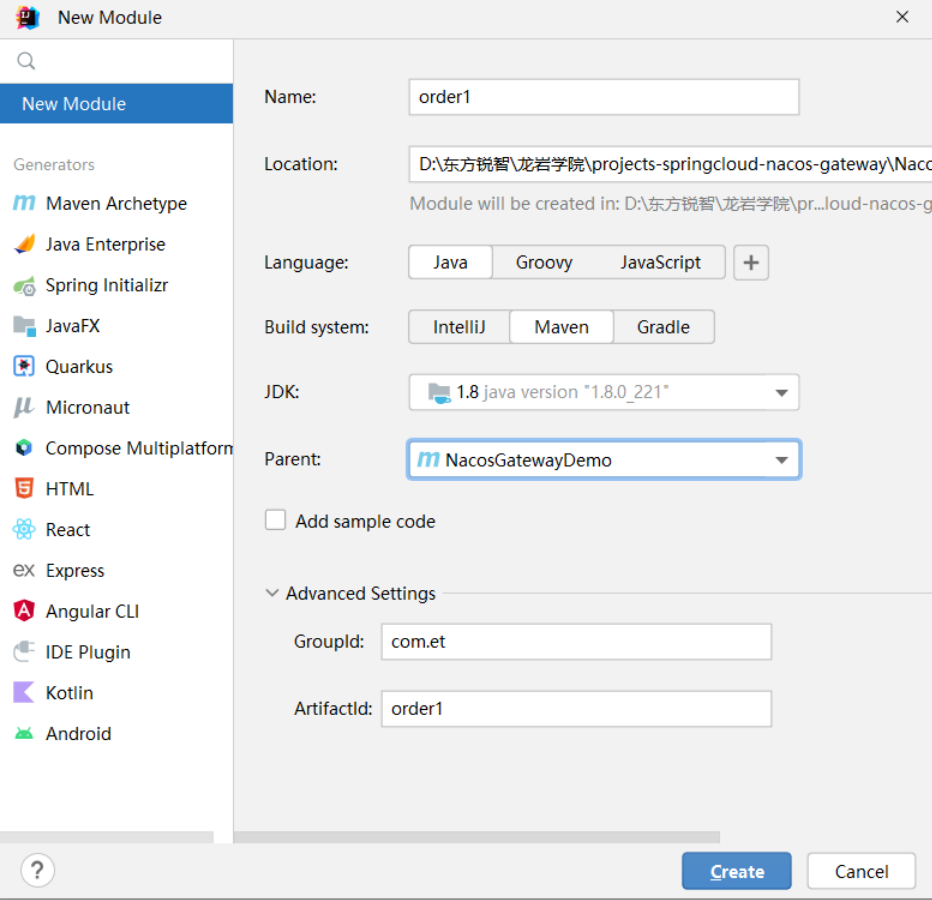 New Module
New Module
Generators
Maven Archetype
Java Enterprise
Spring Initializr
JavaFX
Quarkus
Micronaut
Compose Multiplatform
HTML
React
Express
Angular CLI
IDE Plugin
Kotlin
Android
Name: order1
Location: D:\东方锐智\龙岩学院\projects-springcloud-nacos-gateway\Naco
Module will be created in: D:\东方锐智\龙岩学院\pr...loud-nacos-g
Language: Java Groovy JavaScript +
Build system: IntelliJ Maven Gradle
JDK: 1.8 java version "1.8.0_221"
Parent: NacosGatewayDemo
Add sample code
Advanced Settings
GroupId: com.et
ArtifactId: order1
? Create Cancel